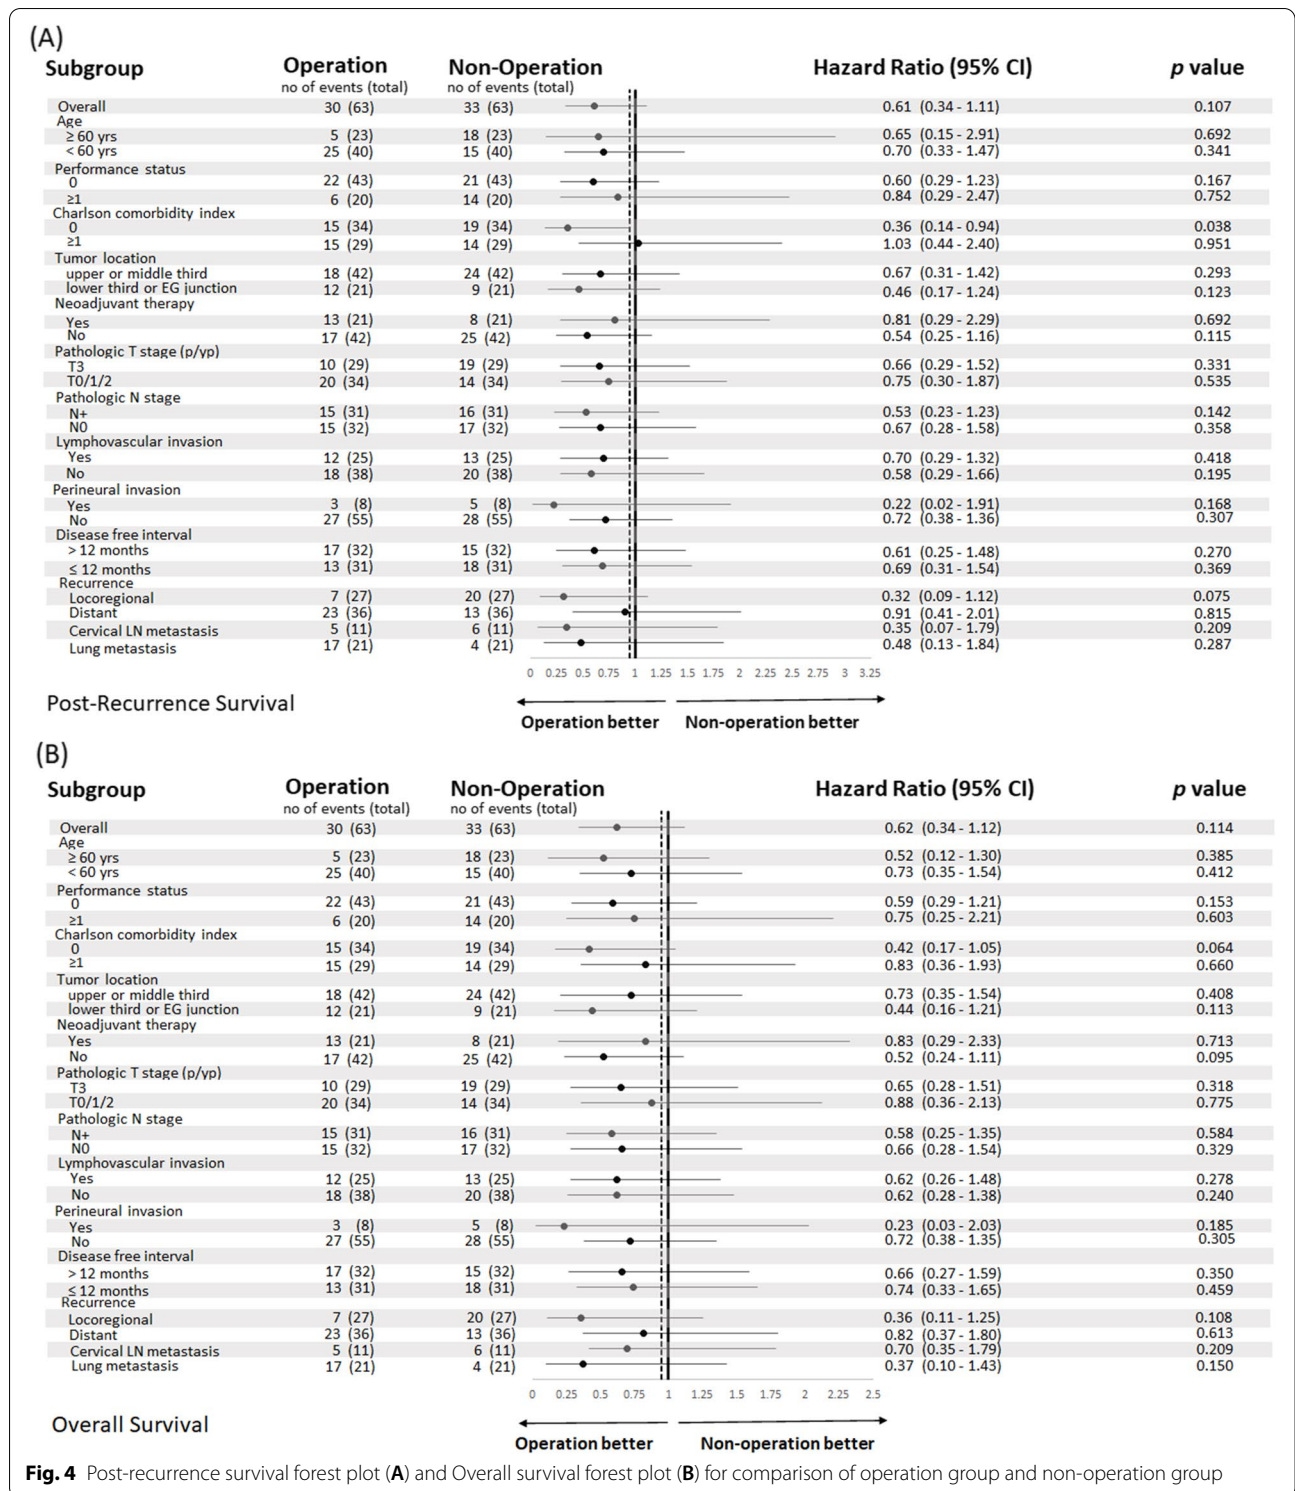 (A)
Subgroup Operation Non-Operation Hazard Ratio (95% CI) p value
no of events (total) no of events (total)
Overall 30 (63) 33 (63) 0.61 (0.34 - 1.11) 0.107
Age
≥ 60 yrs 5 (23) 18 (23) 0.65 (0.15 - 2.91) 0.692
< 60 yrs 25 (40) 15 (40) 0.70 (0.33 - 1.47) 0.341
Performance status
0 22 (43) 21 (43) 0.60 (0.29 - 1.23) 0.167
≥1 6 (20) 14 (20) 0.84 (0.29 - 2.47) 0.752
Charlson comorbidity index
0 15 (34) 19 (34) 0.36 (0.14 - 0.94) 0.038
≥1 15 (29) 14 (29) 1.03 (0.44 - 2.40) 0.951
Tumor location
upper or middle third 18 (42) 24 (42) 0.67 (0.31 - 1.42) 0.293
lower third or EG junction 12 (21) 9 (21) 0.46 (0.17 - 1.24) 0.123
Neoadjuvant therapy
Yes 13 (21) 8 (21) 0.81 (0.29 - 2.29) 0.692
No 17 (42) 25 (42) 0.54 (0.25 - 1.16) 0.115
Pathologic T stage (p/yp)
T3 10 (29) 19 (29) 0.66 (0.29 - 1.52) 0.331
T0/1/2 20 (34) 14 (34) 0.75 (0.30 - 1.87) 0.535
Pathologic N stage
N+ 15 (31) 16 (31) 0.53 (0.23 - 1.23) 0.142
N0 15 (32) 17 (32) 0.67 (0.28 - 1.58) 0.358
Lymphovascular invasion
Yes 12 (25) 13 (25) 0.70 (0.29 - 1.32) 0.418
No 18 (38) 20 (38) 0.58 (0.29 - 1.66) 0.195
Perineural invasion
Yes 3 (8) 5 (8) 0.22 (0.02 - 1.91) 0.168
No 27 (55) 28 (55) 0.72 (0.38 - 1.36) 0.307
Disease free interval
> 12 months 17 (32) 15 (32) 0.61 (0.25 - 1.48) 0.270
≤ 12 months 13 (31) 18 (31) 0.69 (0.31 - 1.54) 0.369
Recurrence
Locoregional 7 (27) 20 (27) 0.32 (0.09 - 1.12) 0.075
Distant 23 (36) 13 (36) 0.91 (0.41 - 2.01) 0.815
Cervical LN metastasis 5 (11) 6 (11) 0.35 (0.07 - 1.79) 0.209
Lung metastasis 17 (21) 4 (21) 0.48 (0.13 - 1.84) 0.287
0 0.25 0.5 0.75 1 1.25 1.5 1.75 2 2.25 2.5 2.75 3 3.25
Post-Recurrence Survival
Operation better Non-operation better
(B)
Subgroup Operation Non-Operation Hazard Ratio (95% CI) p value
no of events (total) no of events (total)
Overall 30 (63) 33 (63) 0.62 (0.34 - 1.12) 0.114
Age
≥ 60 yrs 5 (23) 18 (23) 0.52 (0.12 - 1.30) 0.385
< 60 yrs 25 (40) 15 (40) 0.73 (0.35 - 1.54) 0.412
Performance status
0 22 (43) 21 (43) 0.59 (0.29 - 1.21) 0.153
≥1 6 (20) 14 (20) 0.75 (0.25 - 2.21) 0.603
Charlson comorbidity index
0 15 (34) 19 (34) 0.42 (0.17 - 1.05) 0.064
≥1 15 (29) 14 (29) 0.83 (0.36 - 1.93) 0.660
Tumor location
upper or middle third 18 (42) 24 (42) 0.73 (0.35 - 1.54) 0.408
lower third or EG junction 12 (21) 9 (21) 0.44 (0.16 - 1.21) 0.113
Neoadjuvant therapy
Yes 13 (21) 8 (21) 0.83 (0.29 - 2.33) 0.713
No 17 (42) 25 (42) 0.52 (0.24 - 1.11) 0.095
Pathologic T stage (p/yp)
T3 10 (29) 19 (29) 0.65 (0.28 - 1.51) 0.318
T0/1/2 20 (34) 14 (34) 0.88 (0.36 - 2.13) 0.775
Pathologic N stage
N+ 15 (31) 16 (31) 0.58 (0.25 - 1.35) 0.584
N0 15 (32) 17 (32) 0.66 (0.28 - 1.54) 0.329
Lymphovascular invasion
Yes 12 (25) 13 (25) 0.62 (0.26 - 1.48) 0.278
No 18 (38) 20 (38) 0.62 (0.28 - 1.38) 0.240
Perineural invasion
Yes 3 (8) 5 (8) 0.23 (0.03 - 2.03) 0.185
No 27 (55) 28 (55) 0.72 (0.38 - 1.35) 0.305
Disease free interval
> 12 months 17 (32) 15 (32) 0.66 (0.27 - 1.59) 0.350
≤ 12 months 13 (31) 18 (31) 0.74 (0.33 - 1.65) 0.459
Recurrence
Locoregional 7 (27) 20 (27) 0.36 (0.11 - 1.25) 0.108
Distant 23 (36) 13 (36) 0.82 (0.37 - 1.80) 0.613
Cervical LN metastasis 5 (11) 6 (11) 0.70 (0.35 - 1.79) 0.209
Lung metastasis 17 (21) 4 (21) 0.37 (0.10 - 1.43) 0.150
0 0.25 0.5 0.75 1 1.25 1.5 1.75 2 2.25 2.5
Overall Survival
Operation better Non-operation better
Fig. 4 Post-recurrence survival forest plot (A) and Overall survival forest plot (B) for comparison of operation group and non-operation group